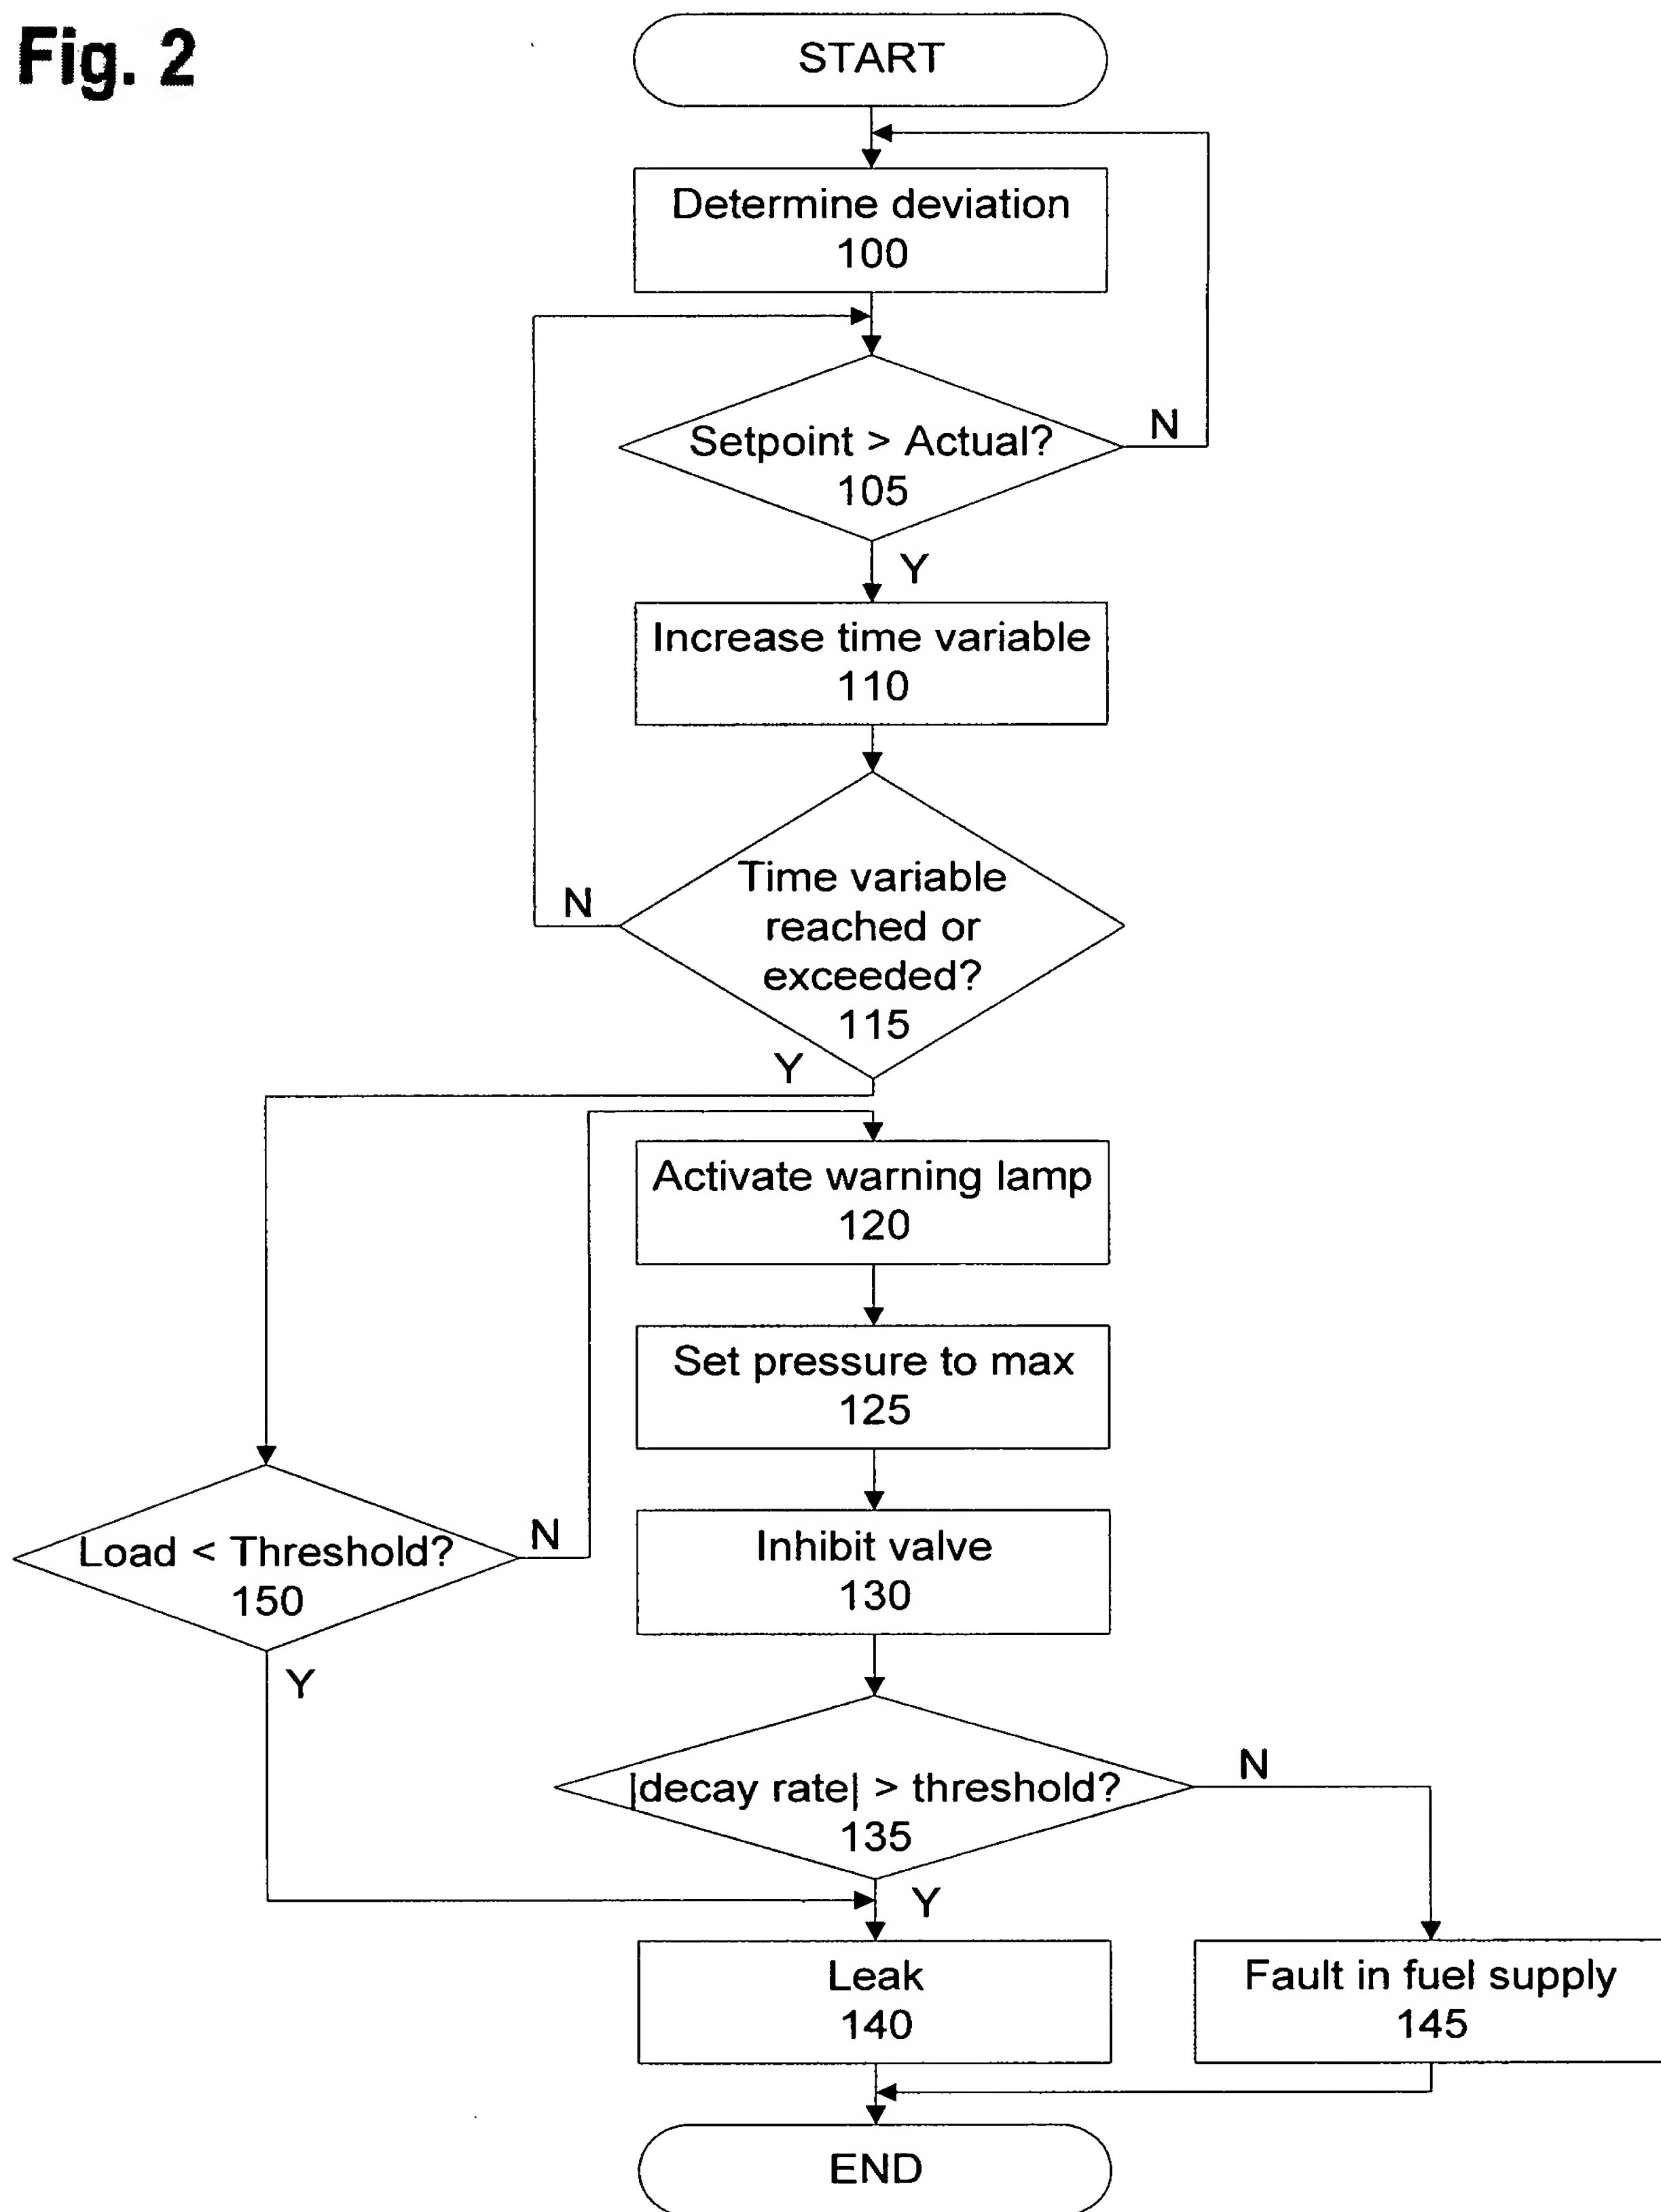 Fig. 2
START
Determine deviation
100
Setpoint > Actual?
105
N
Y
Increase time variable
110
Time variable
reached or
exceeded?
115
N
Y
Activate warning lamp
120
Set pressure to max
125
Load < Threshold?
150
N
Y
Inhibit valve
130
|decay rate| > threshold?
135
N
Y
Leak
140
Fault in fuel supply
145
END